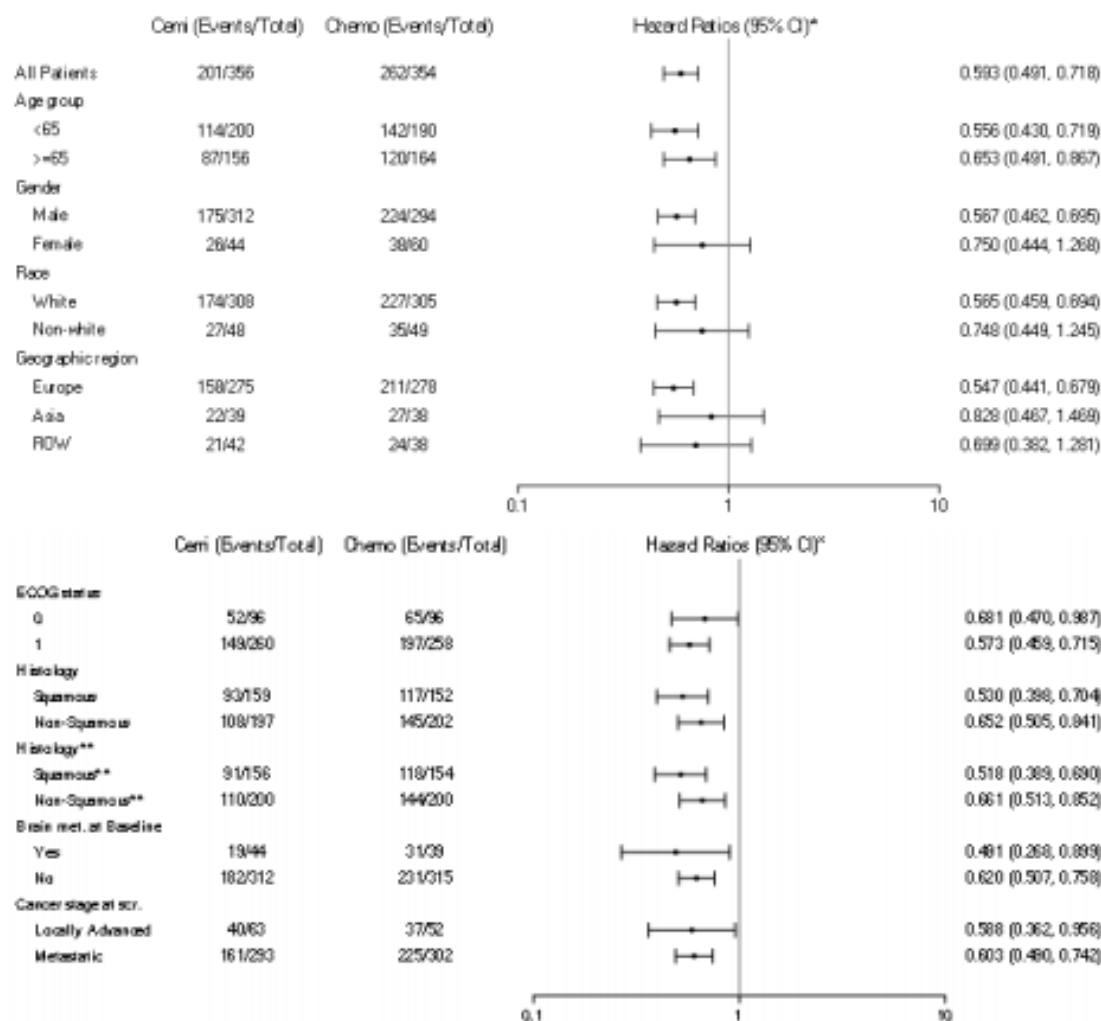 Cemi (Events/Total) Chemo (Events/Total) Hazard Ratios (95% CI)*
All Patients 201/356 262/354 0.593 (0.491, 0.718)
Age group
<65 114/200 142/190 0.556 (0.430, 0.719)
>=65 87/156 120/164 0.653 (0.491, 0.867)
Gender
Male 175/312 224/294 0.567 (0.462, 0.695)
Female 26/44 38/60 0.750 (0.444, 1.268)
Race
White 174/308 227/305 0.565 (0.459, 0.694)
Non-white 27/48 35/49 0.748 (0.449, 1.245)
Geographic region
Europe 158/275 211/278 0.547 (0.441, 0.679)
Asia 22/39 27/38 0.828 (0.467, 1.469)
ROW 21/42 24/38 0.699 (0.382, 1.281)
0.1 1 10
Cemi (Events/Total) Chemo (Events/Total) Hazard Ratios (95% CI)*
ECOG status
0 52/96 65/96 0.681 (0.470, 0.987)
1 149/260 197/258 0.573 (0.459, 0.715)
Histology
Squamous 93/159 117/152 0.530 (0.398, 0.704)
Non-Squamous 108/197 145/202 0.652 (0.505, 0.841)
Histology**
Squamous** 91/156 118/154 0.518 (0.389, 0.690)
Non-Squamous** 110/200 144/200 0.661 (0.513, 0.852)
Brain met. at Baseline
Yes 19/44 31/39 (0.268, 0.899)
No 182/312 231/315 0.620 (0.507, 0.758)
Cancer stage at scr.
Locally Advanced 40/63 37/52 0.588 (0.362, 0.956)
Metastatic 161/293 225/302 0.603 (0.490, 0.742)
0.1 1 10